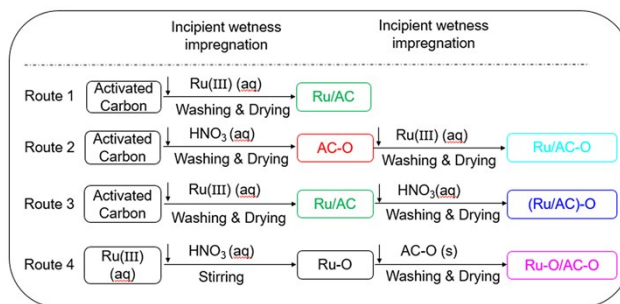 Incipient wetness impregnation
Incipient wetness impregnation
Route 1
Activated Carbon
Ru(III) (aq)
Washing & Drying
Ru/AC
Route 2
Activated Carbon
HNO₃(aq)
Washing & Drying
AC-O
Ru(III) (aq)
Washing & Drying
Ru/AC-O
Route 3
Activated Carbon
Ru(III) (aq)
Washing & Drying
Ru/AC
HNO₃(aq)
Washing & Drying
(Ru/AC)-O
Route 4
Ru(III) (aq)
HNO₃(aq)
Stirring
Ru-O
AC-O (s)
Washing & Drying
Ru-O/AC-O